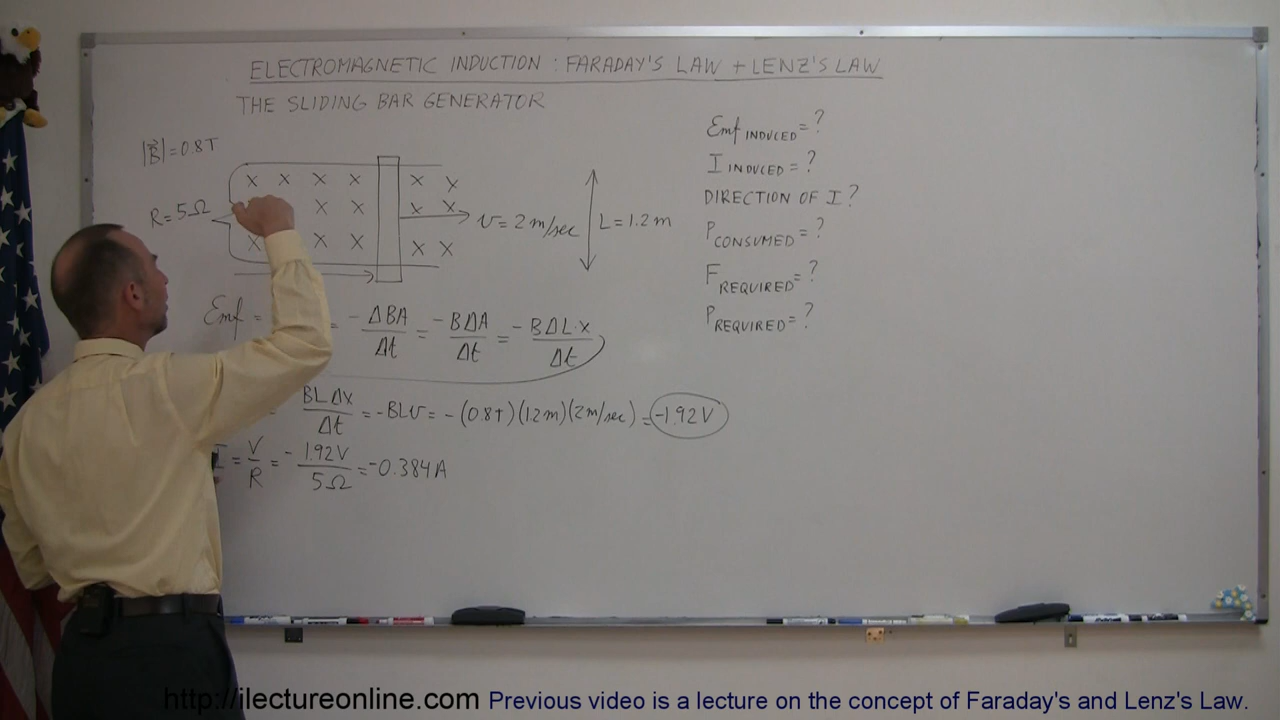 ELECTROMAGNETIC INDUCTION : FARADAY'S LAW + LENZ'S LAW
THE SLIDING BAR GENERATOR
|B⃗| = 0.8T
x x x x x x
R = 5Ω x x x x v = 2 m/sec L = 1.2 m
x x x x x
Emf = = -ΔBA/Δt = -BΔA/Δt = -BΔL·x/Δt
= BLΔx/Δt = -BLv = -(0.8T)(1.2m)(2m/sec) = -1.92V
I = V/R = -1.92V/5Ω = -0.384A
Emf INDUCED = ?
I INDUCED = ?
DIRECTION OF I ?
P CONSUMED = ?
F REQUIRED = ?
P REQUIRED = ?
http://ilectureonline.com Previous video is a lecture on the concept of Faraday's and Lenz's Law.